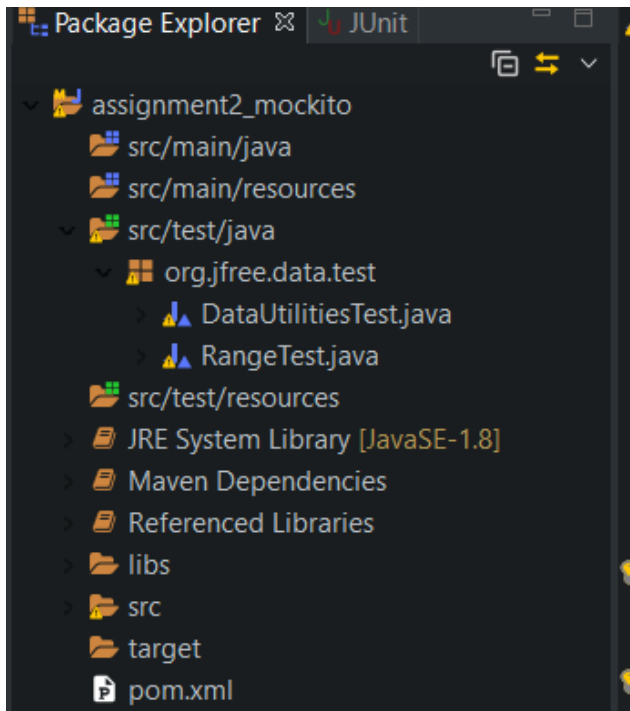 Package Explorer JUnit
assignment2_mockito
src/main/java
src/main/resources
src/test/java
org.jfree.data.test
DataUtilitiesTest.java
RangeTest.java
src/test/resources
JRE System Library [JavaSE-1.8]
Maven Dependencies
Referenced Libraries
libs
src
target
pom.xml